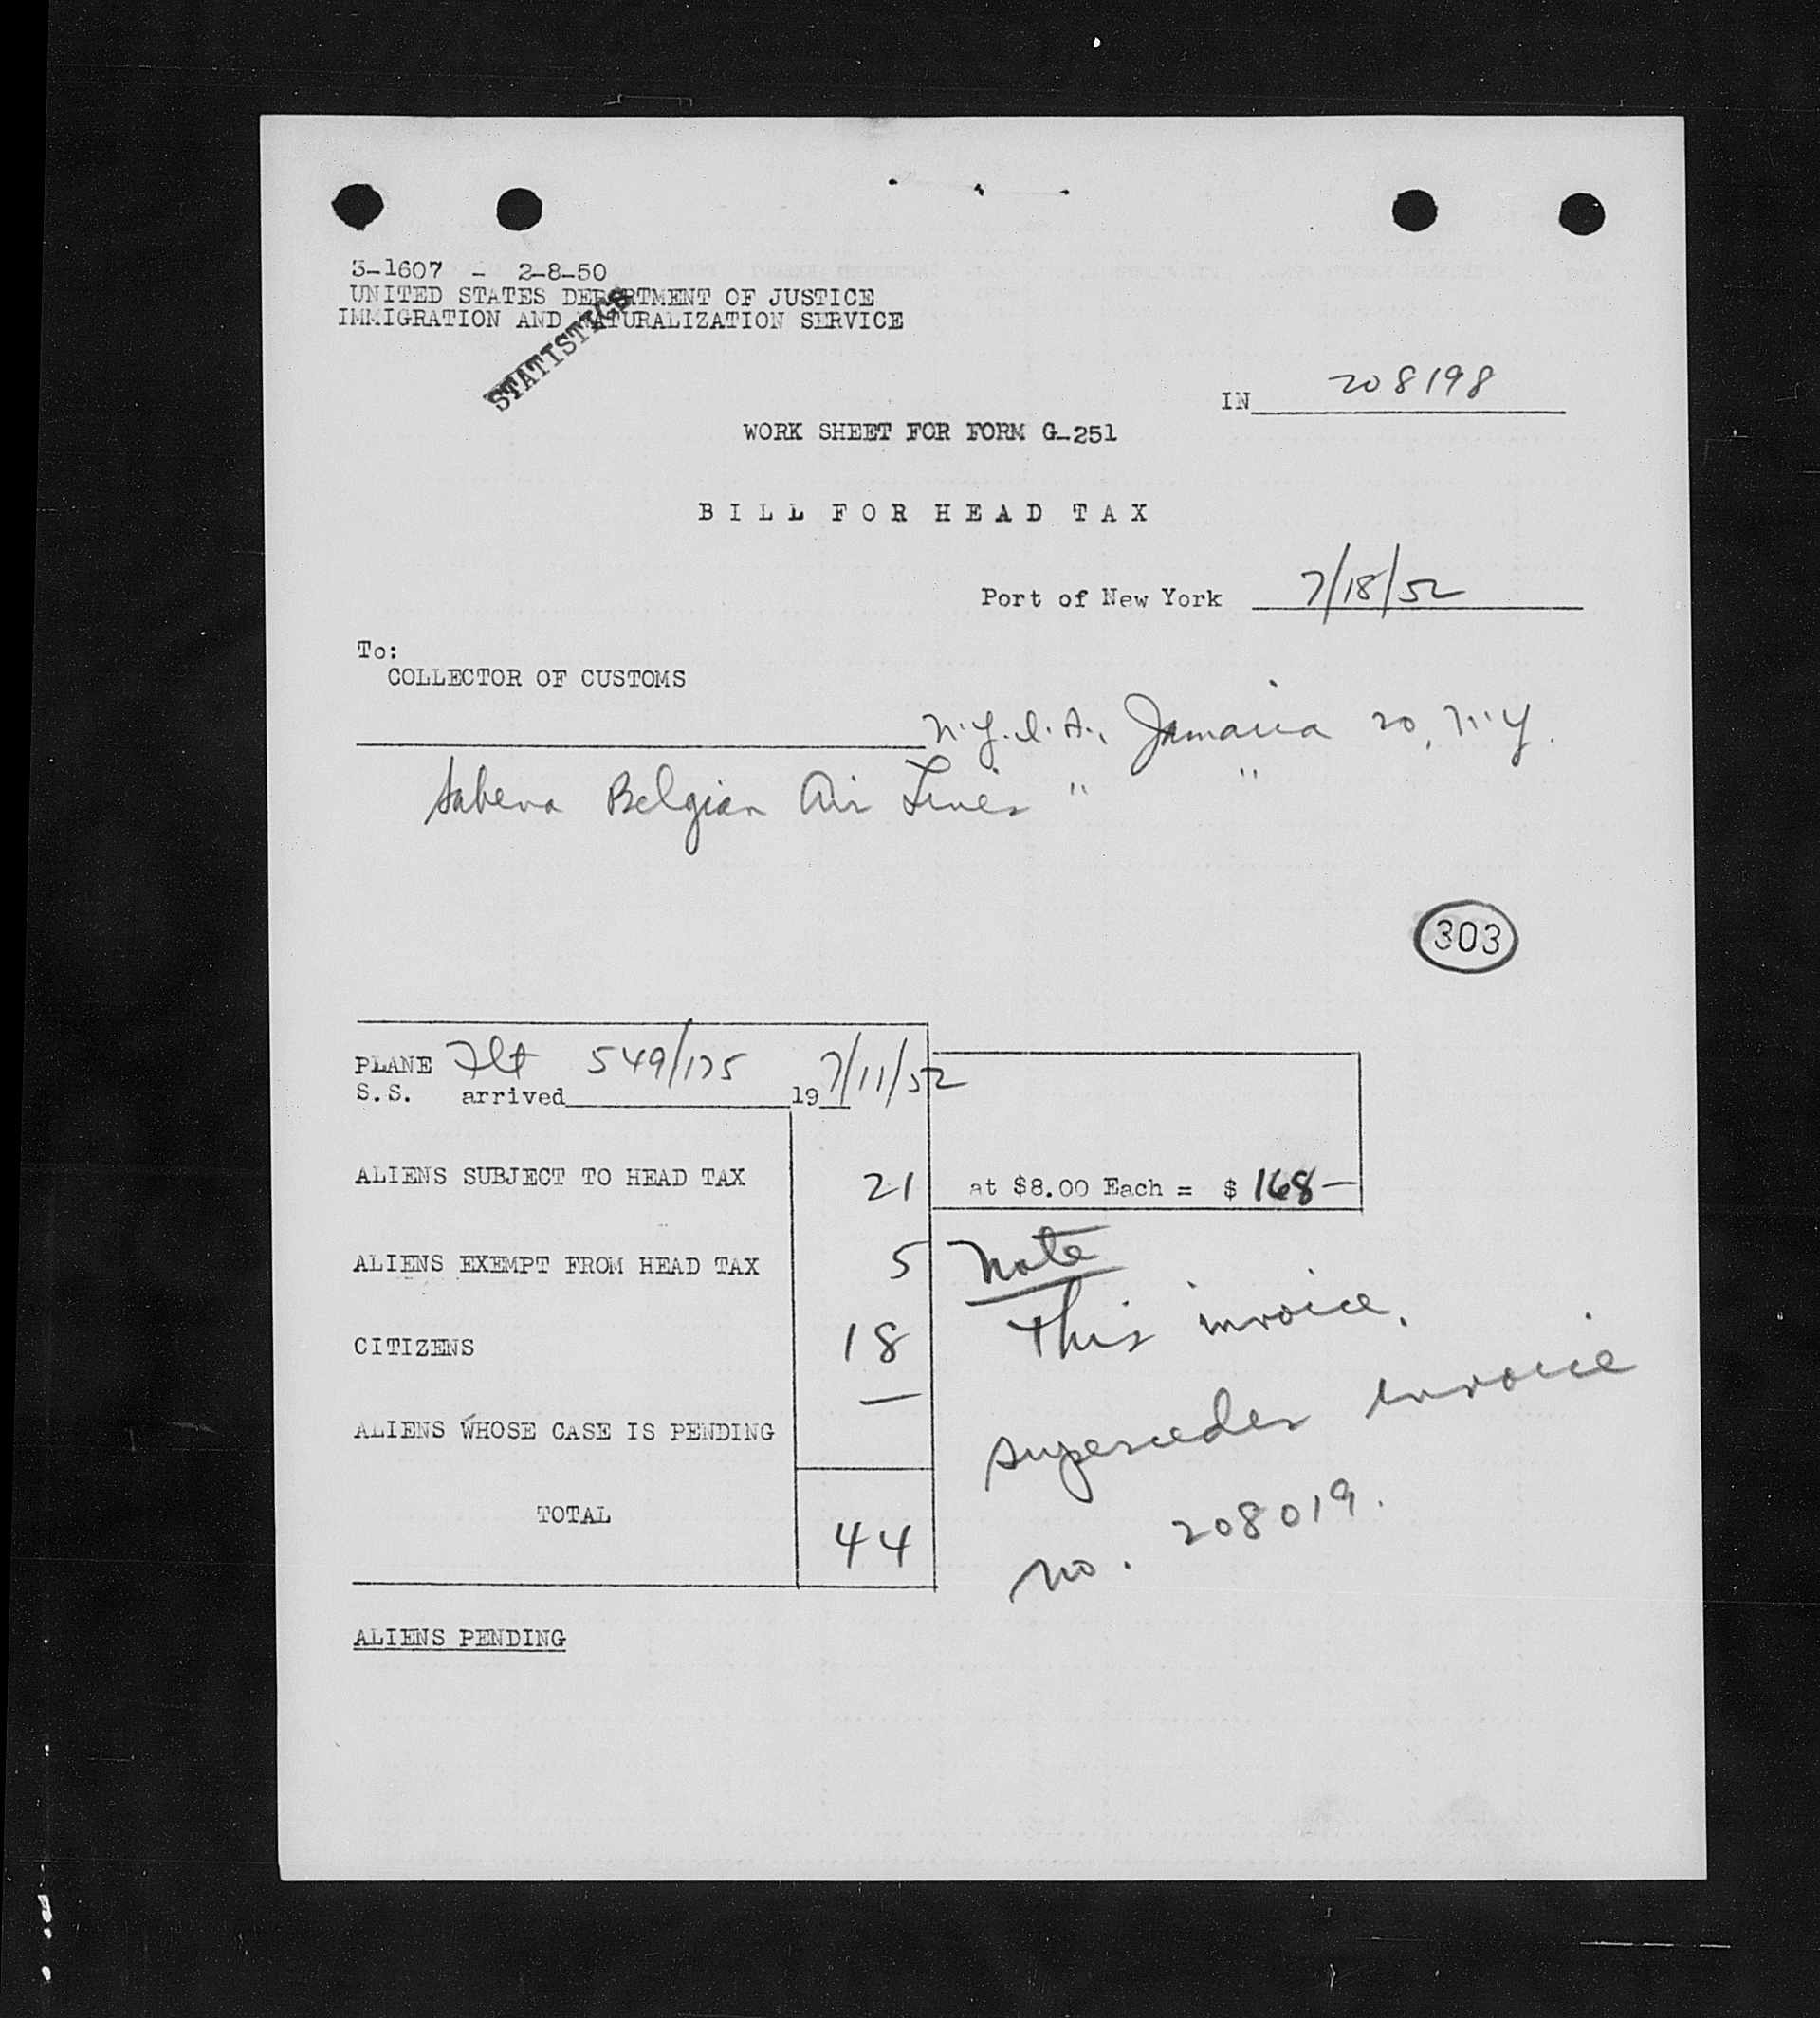 3-1607 - 2-8-50
UNITED STATES DEPARTMENT OF JUSTICE
IMMIGRATION AND NATURALIZATION SERVICE
STATISTICS
IN 208198
WORK SHEET FOR FORM G-251
BILL FOR HEAD TAX
Port of New York 7/18/52
To:
COLLECTOR OF CUSTOMS
N.Y.I.A., Jamaica 20, N.Y.
Sabena Belgian Air Lines " "
303
PLANE Flt 549/175 7/11/52
S.S. arrived 19
ALIENS SUBJECT TO HEAD TAX 21 at $8.00 Each = $ 168—
ALIENS EXEMPT FROM HEAD TAX 5
CITIZENS 18
ALIENS WHOSE CASE IS PENDING —
TOTAL 44
Note
This invoice
supercedes invoice
no. 208019.
ALIENS PENDING